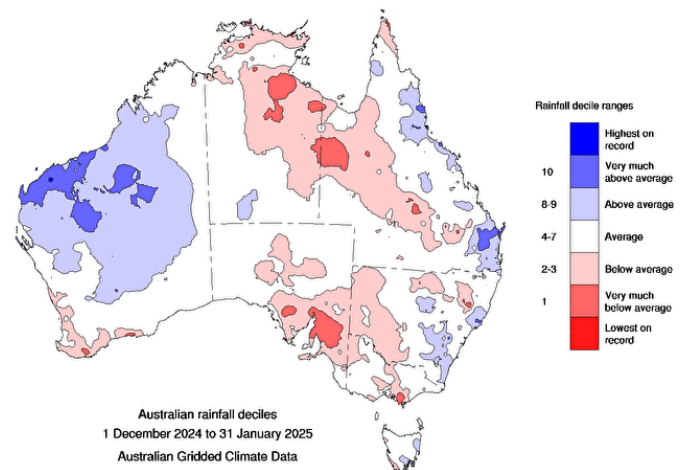 Rainfall decile ranges
Highest on
record
10
Very much
above average
8-9
Above average
4-7
Average
2-3
Below average
1
Very much
below average
Lowest on
record
Australian rainfall deciles
1 December 2024 to 31 January 2025
Australian Gridded Climate Data